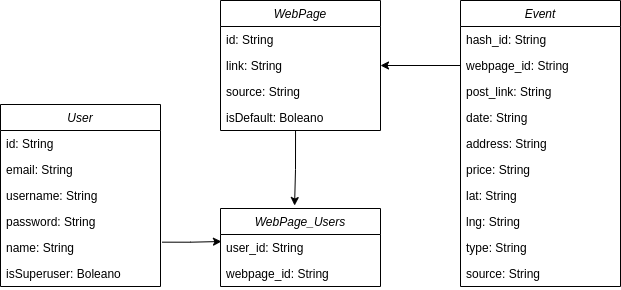 WebPage
id: String
link: String
source: String
isDefault: Boleano
Event
hash_id: String
webpage_id: String
post_link: String
date: String
address: String
price: String
lat: String
lng: String
type: String
source: String
User
id: String
email: String
username: String
password: String
name: String
isSuperuser: Boleano
WebPage_Users
user_id: String
webpage_id: String